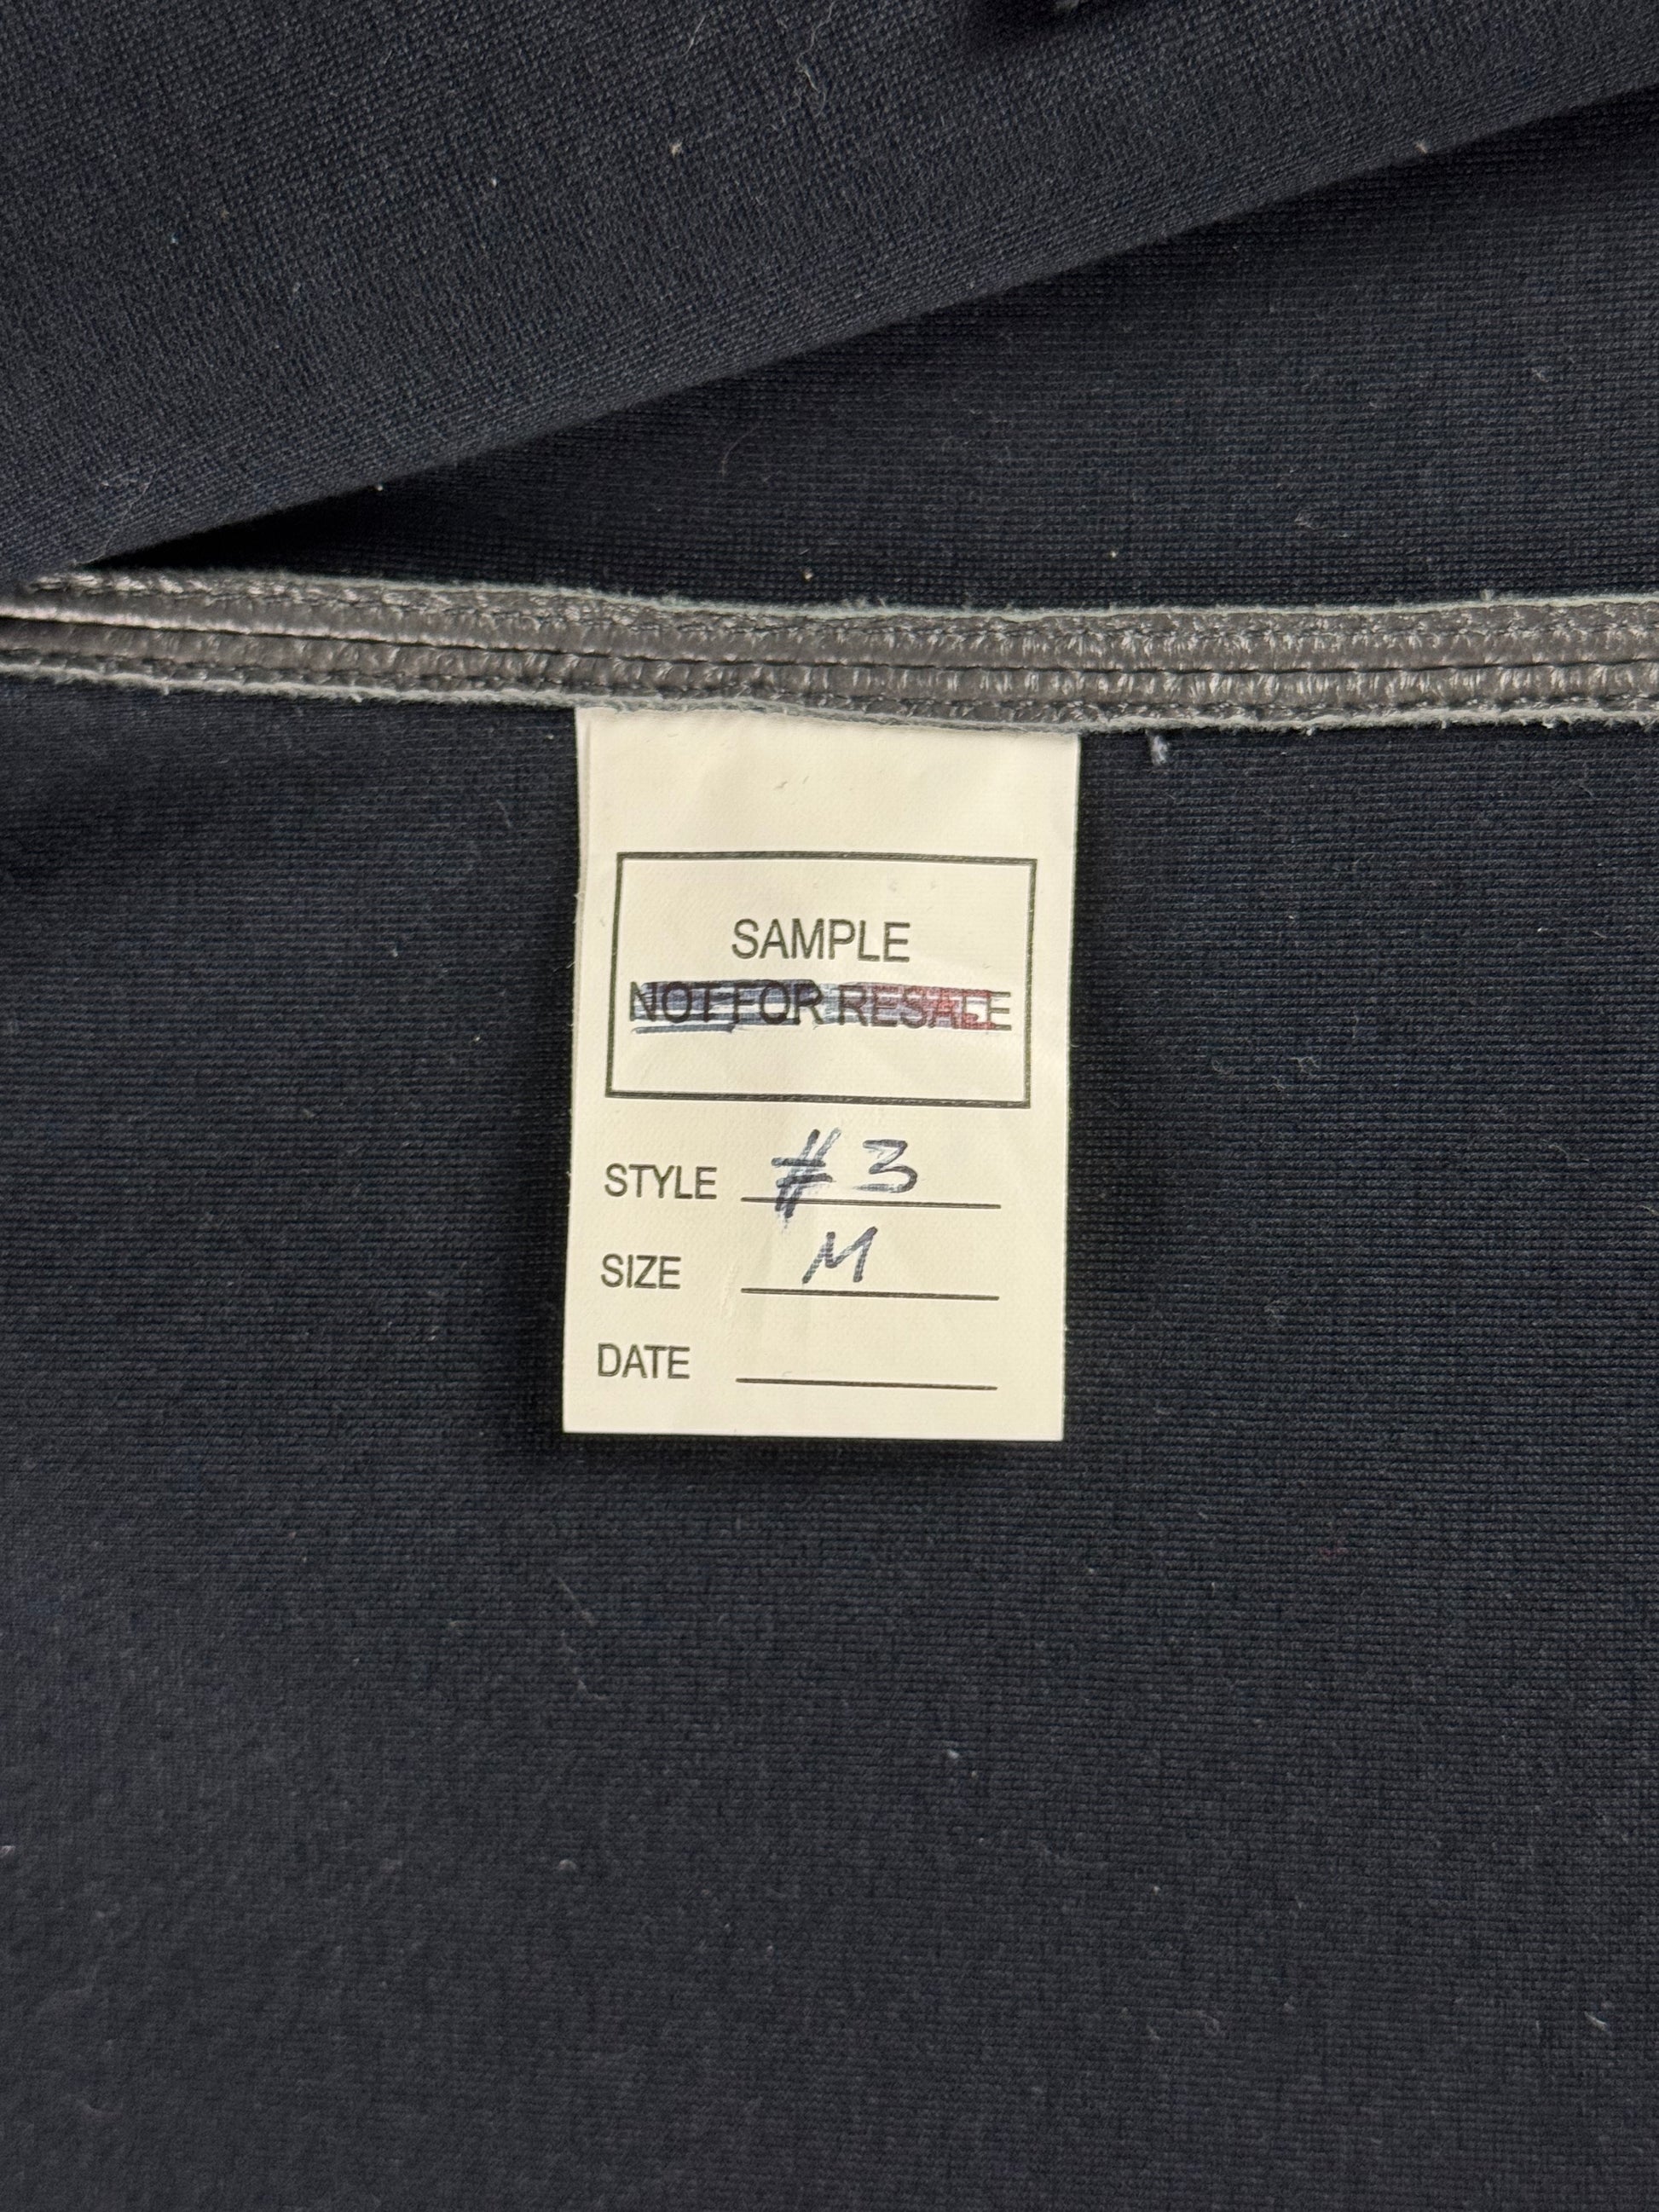 SAMPLE
NOT FOR RESALE
STYLE #3
SIZE M
DATE